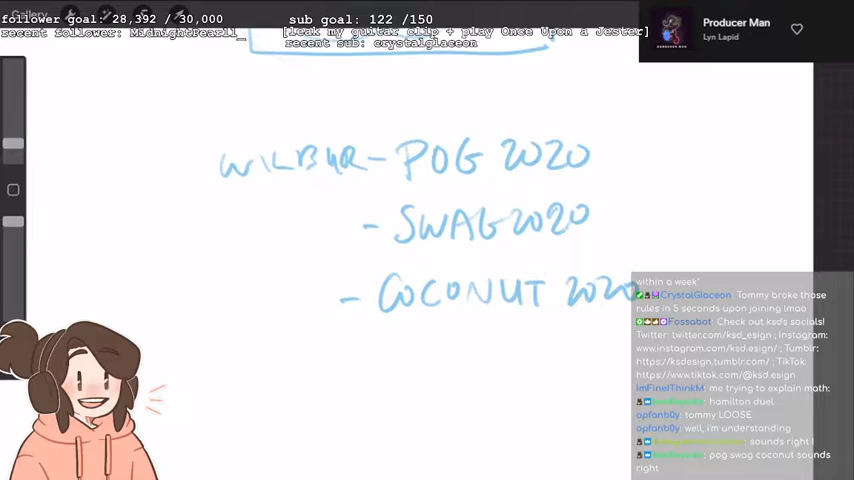 Gallery
follower goal: 28,392 / 30,000
sub goal: 122 /150
recent follower: MidnightPearll_
[leak my guitar clip + play Once Upon a Jester]
recent sub: crystalglaceon
Producer Man
Lyn Lapid
WILBUR - POG 2020
- SWAG 2020
- COCONUT 2020
within a week"
CrystalGlaceon: Tommy broke those
rules in 5 seconds upon joining lmao
Fossabot: Check out ksd's socials!
Twitter: twitter.com/ksd_esign ; Instagram:
www.instagram.com/ksd.esign/ ; Tumblr:
https://ksdesign.tumblr.com/ ; TikTok:
https://www.tiktok.com/@ksd.esign
ImFineIThinkM: me trying to explain math:
: hamilton duel
opfanb0y: tommy LOOSE
opfanb0y: well, i'm understanding
: sounds right !
: pog swag coconut sounds
right